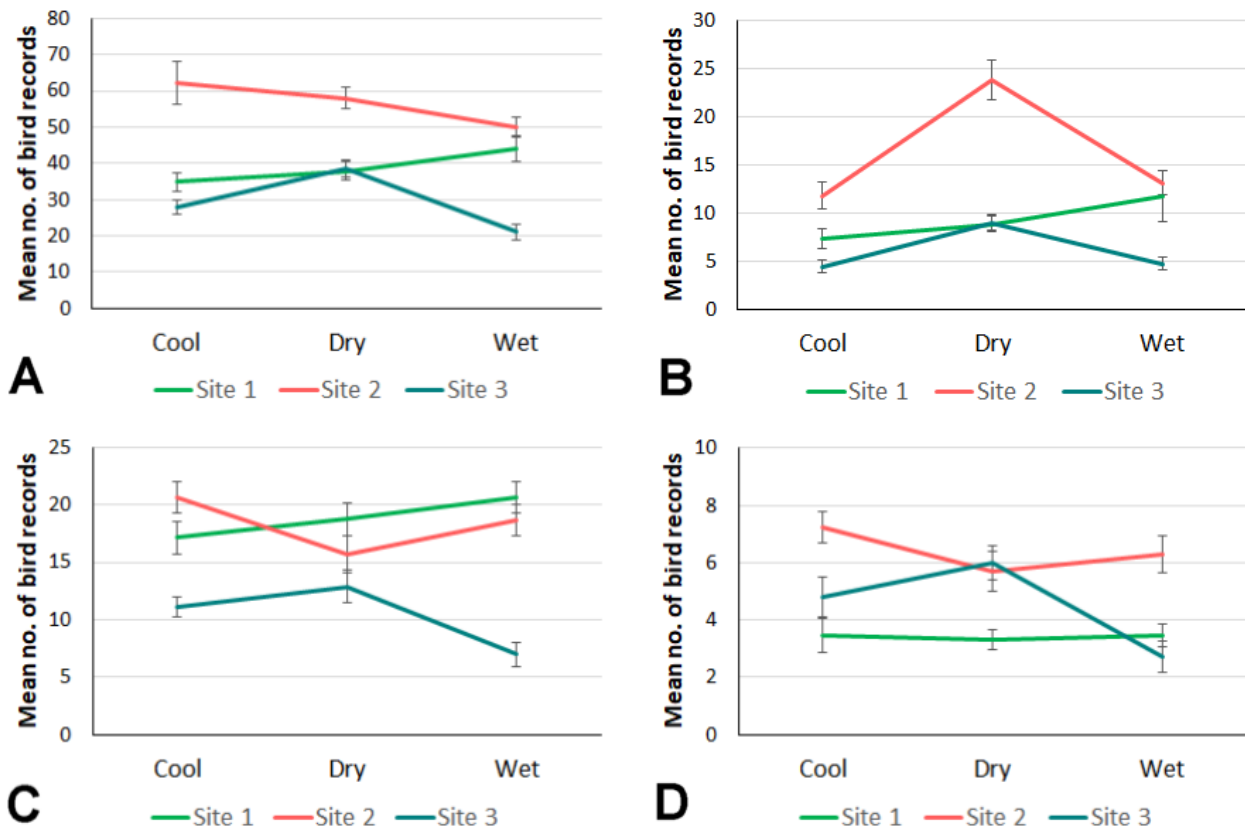 Mean no. of bird records
80
70
60
50
40
30
20
10
0
Cool Dry Wet
A
Site 1 Site 2 Site 3
Mean no. of bird records
30
25
20
15
10
5
0
Cool Dry Wet
B
Site 1 Site 2 Site 3
Mean no. of bird records
25
20
15
10
5
0
Cool Dry Wet
C
Site 1 Site 2 Site 3
Mean no. of bird records
10
8
6
4
2
0
Cool Dry Wet
D
Site 1 Site 2 Site 3